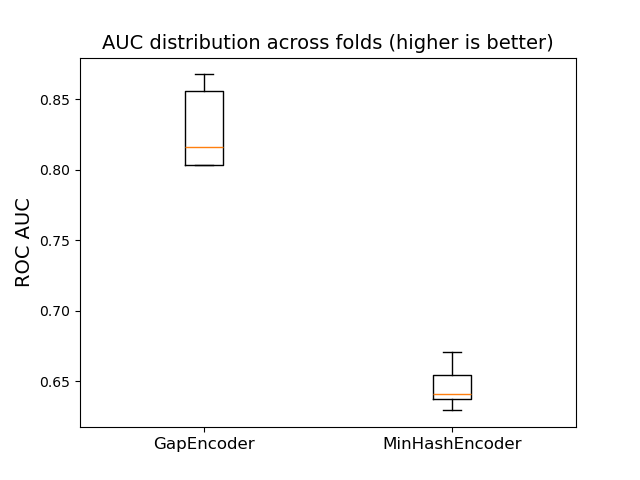 AUC distribution across folds (higher is better)
ROC AUC
0.85
0.80
0.75
0.70
0.65
GapEncoder
MinHashEncoder